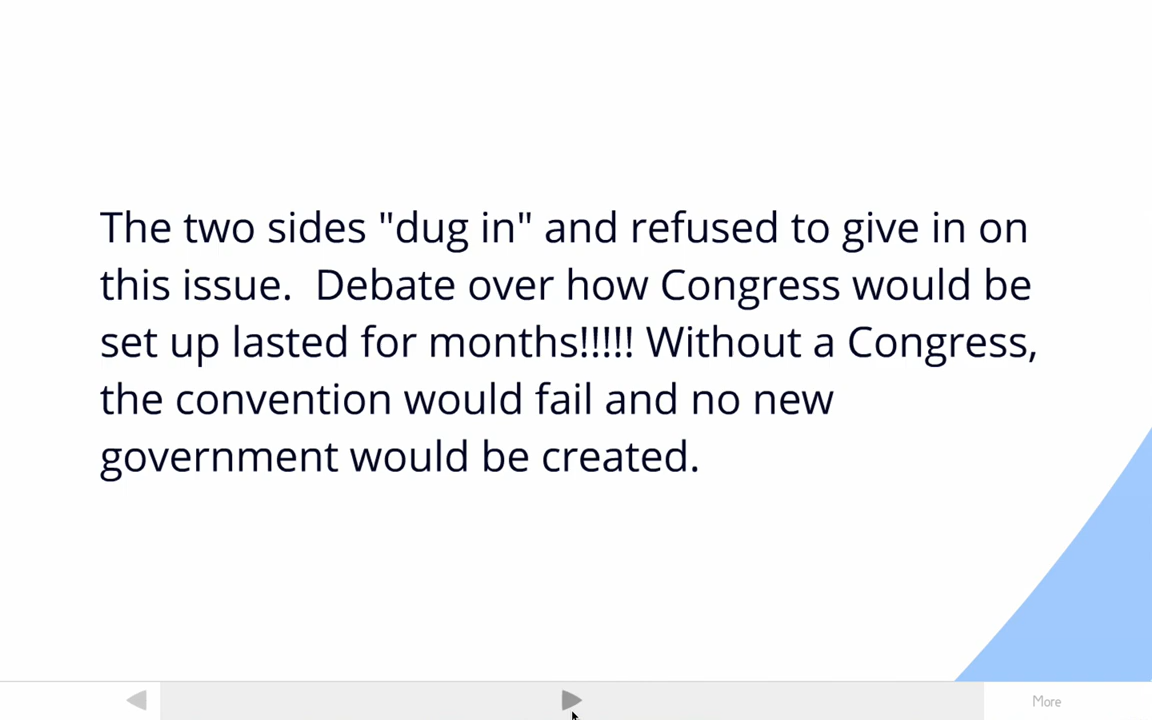 The two sides "dug in" and refused to give in on
this issue.  Debate over how Congress would be
set up lasted for months!!!!! Without a Congress,
the convention would fail and no new
government would be created.
More